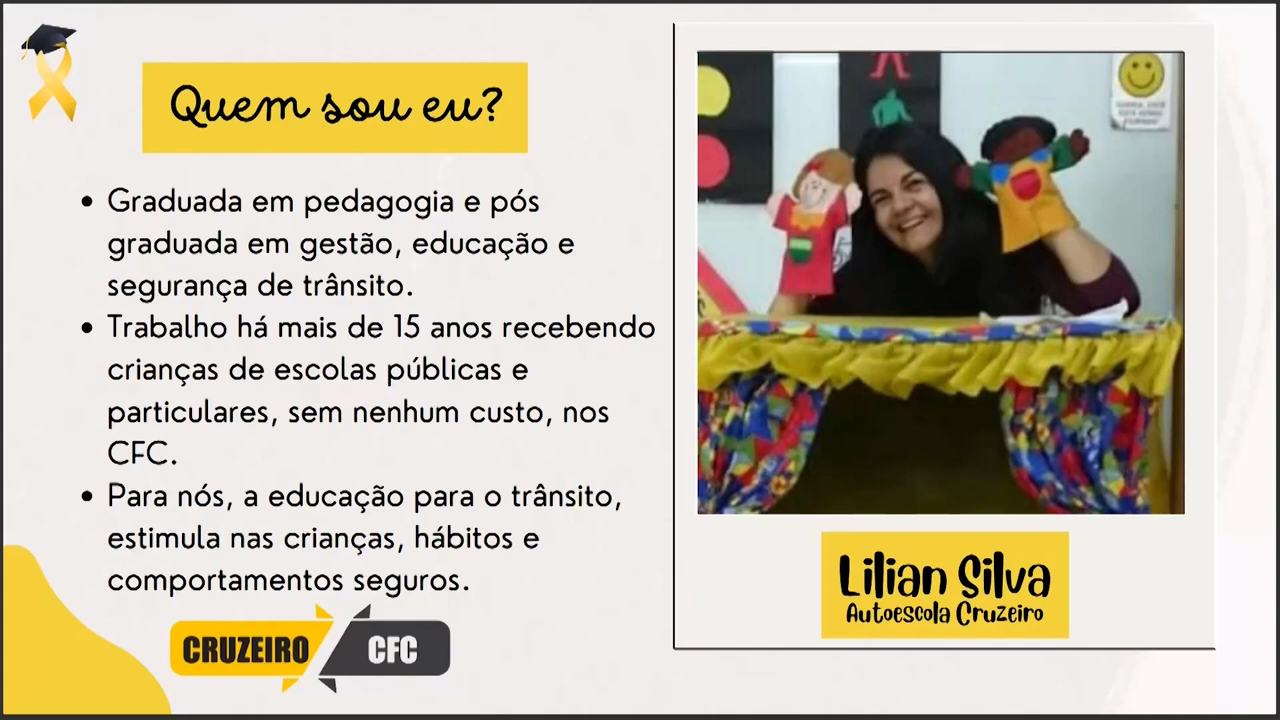 Quem sou eu?
• Graduada em pedagogia e pós
graduada em gestão, educação e
segurança de trânsito.
• Trabalho há mais de 15 anos recebendo
crianças de escolas públicas e
particulares, sem nenhum custo, nos
CFC.
• Para nós, a educação para o trânsito,
estimula nas crianças, hábitos e
comportamentos seguros.
CRUZEIRO CFC
Lilian Silva
Autoescola Cruzeiro